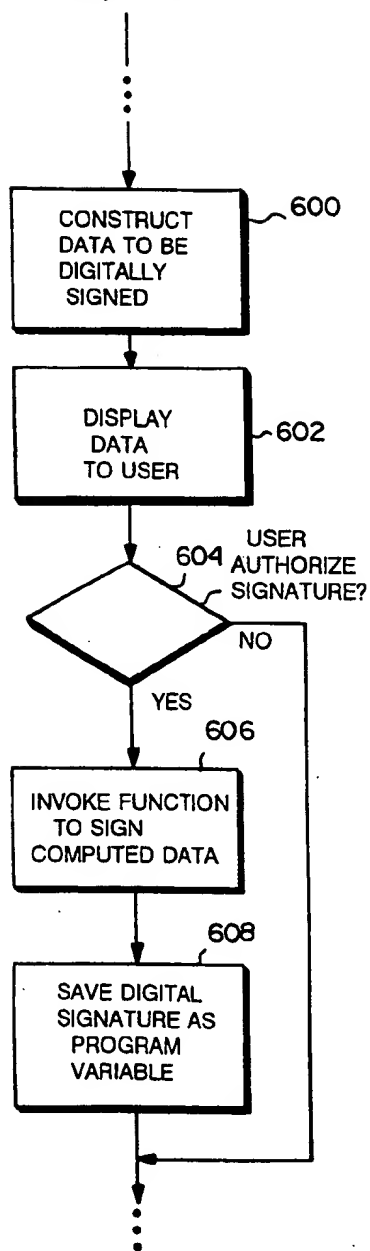 CONSTRUCT
DATA TO BE
DIGITALLY
SIGNED
600
DISPLAY
DATA
TO USER
602
604
USER
AUTHORIZE
SIGNATURE?
NO
YES
606
INVOKE FUNCTION
TO SIGN
COMPUTED DATA
608
SAVE DIGITAL
SIGNATURE AS
PROGRAM
VARIABLE